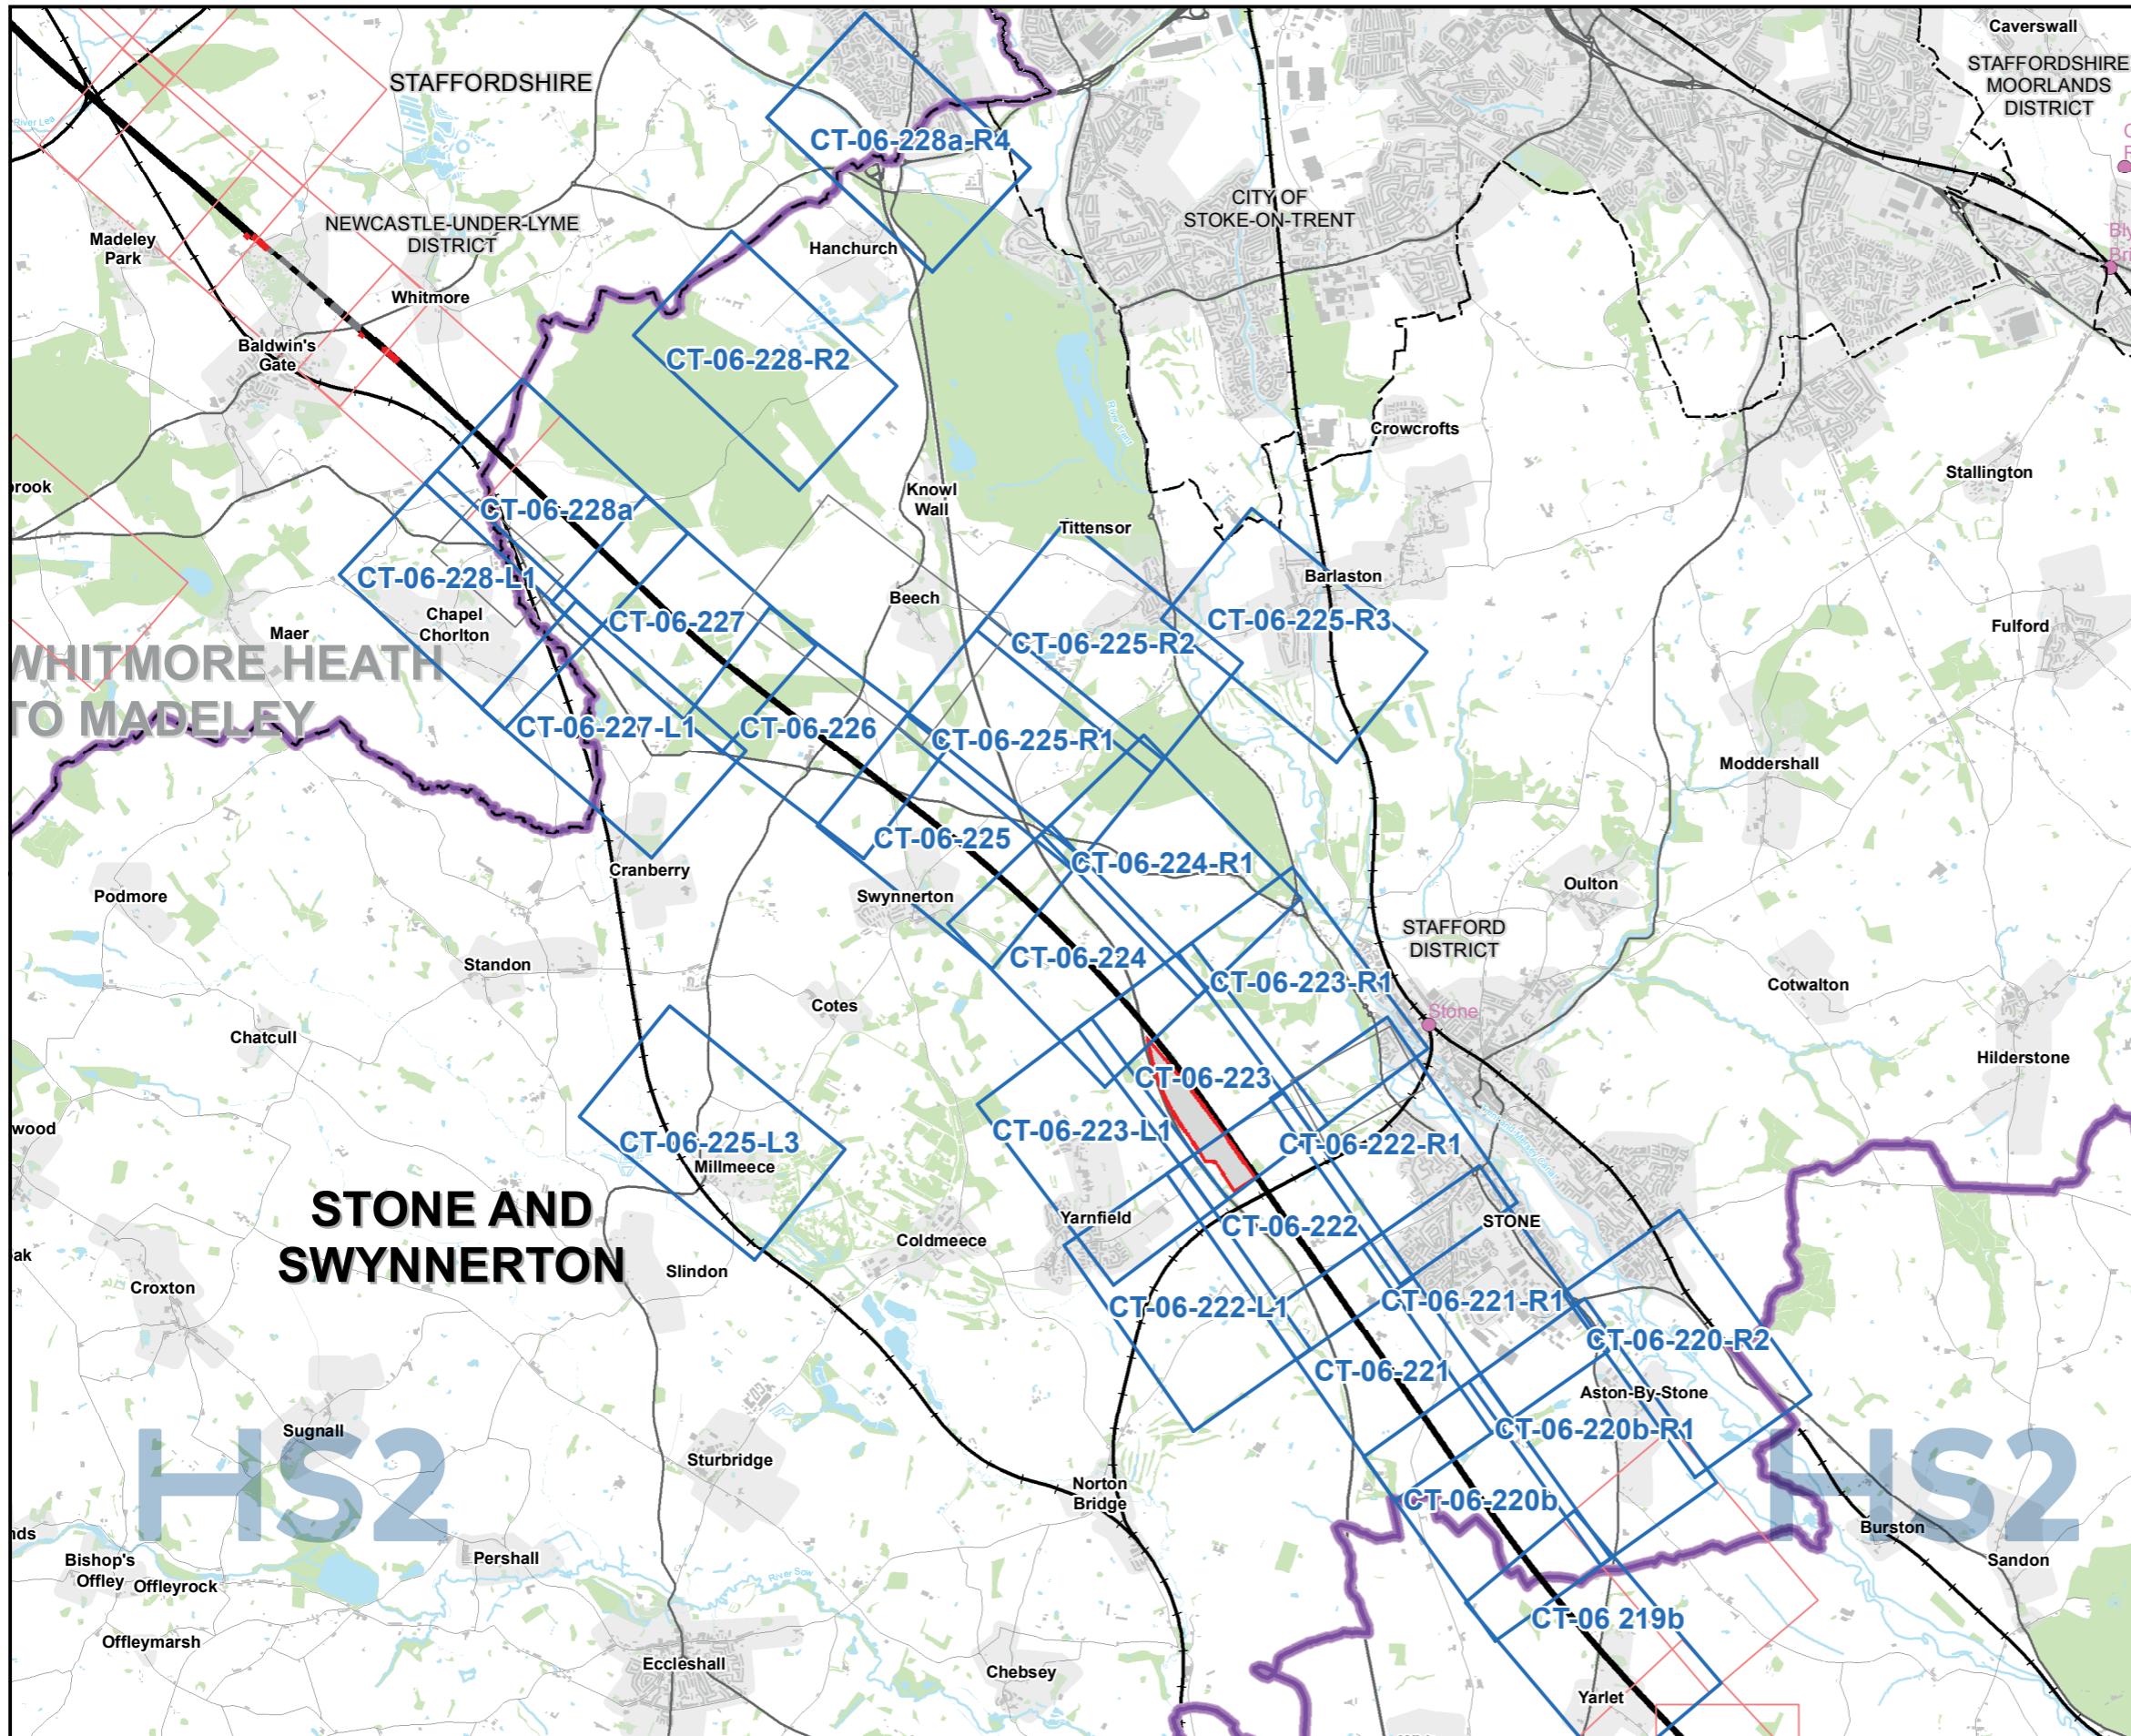 Caverswall
STAFFORDSHIRE
STAFFORDSHIRE
MOORLANDS
DISTRICT
River Lea
CT-06-228a-R4
CITY OF
STOKE-ON-TRENT
NEWCASTLE-UNDER-LYME
DISTRICT
Madeley
Park
Hanchurch
Whitmore
Baldwin's
Gate
CT-06-228-R2
River Trent
Crowcrofts
Stallington
Knowl
Wall
CT-06-228a
Tittensor
CT-06-228-L1
Barlaston
Beech
Chapel
Chorlton
CT-06-227
CT-06-225-R3
Fulford
Maer
CT-06-225-R2
WHITMORE HEATH
TO MADELEY
CT-06-227-L1
CT-06-226
CT-06-225-R1
Moddershall
CT-06-225
Cranberry
CT-06-224-R1
Podmore
Swynnerton
Oulton
STAFFORD
DISTRICT
CT-06-224
Standon
CT-06-223-R1
Cotwalton
Cotes
Stone
Chatcull
Hilderstone
CT-06-223
wood
CT-06-223-L1
CT-06-225-L3
CT-06-222-R1
Millmeece
STONE AND
SWYNNERTON
Yarnfield
CT-06-222
STONE
Coldmeece
Slindon
Croxton
CT-06-222-L1
CT-06-221-R1
CT-06-220-R2
CT-06-221
Aston-By-Stone
Sugnall
CT-06-220b-R1
HS2
HS2
Sturbridge
Norton
Bridge
CT-06-220b
Burston
Bishop's
Offley
Offleyrock
Pershall
River Sow
Sandon
CT-06 219b
Offleymarsh
Eccleshall
Chebsey
Yarlet